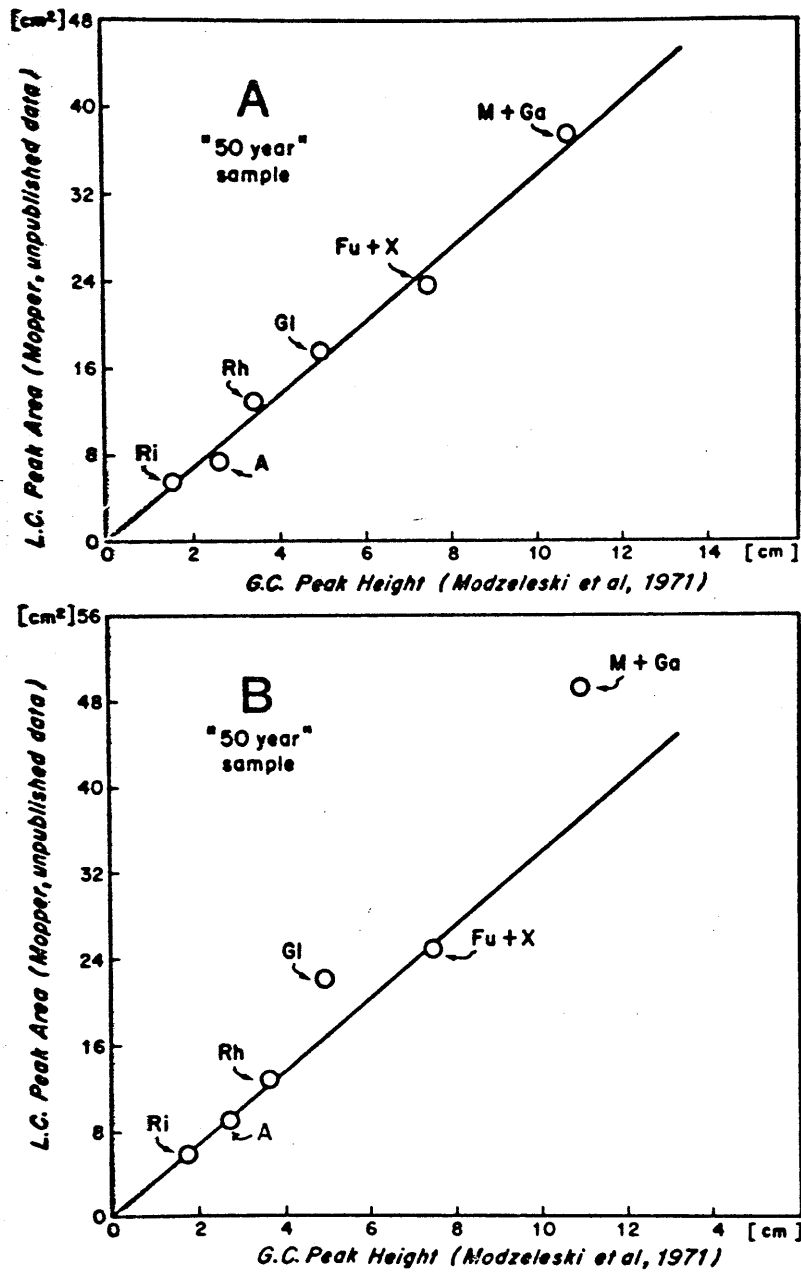 [cm²] 48
A
"50 year"
sample
M + Ga
40
32
Fu + X
24
Gl
16
Rh
8
Ri
A
0
0 2 4 6 8 10 12 14 [cm]
L.C. Peak Area (Mopper, unpublished data)
G.C. Peak Height (Modzeleski et al, 1971)
[cm²] 56
B
"50 year"
sample
M + Ga
48
40
32
Fu + X
24
Gl
16
Rh
8
Ri
A
0
0 2 4 6 8 10 12 14 [cm]
L.C. Peak Area (Mopper, unpublished data)
G.C. Peak Height (Modzeleski et al, 1971)